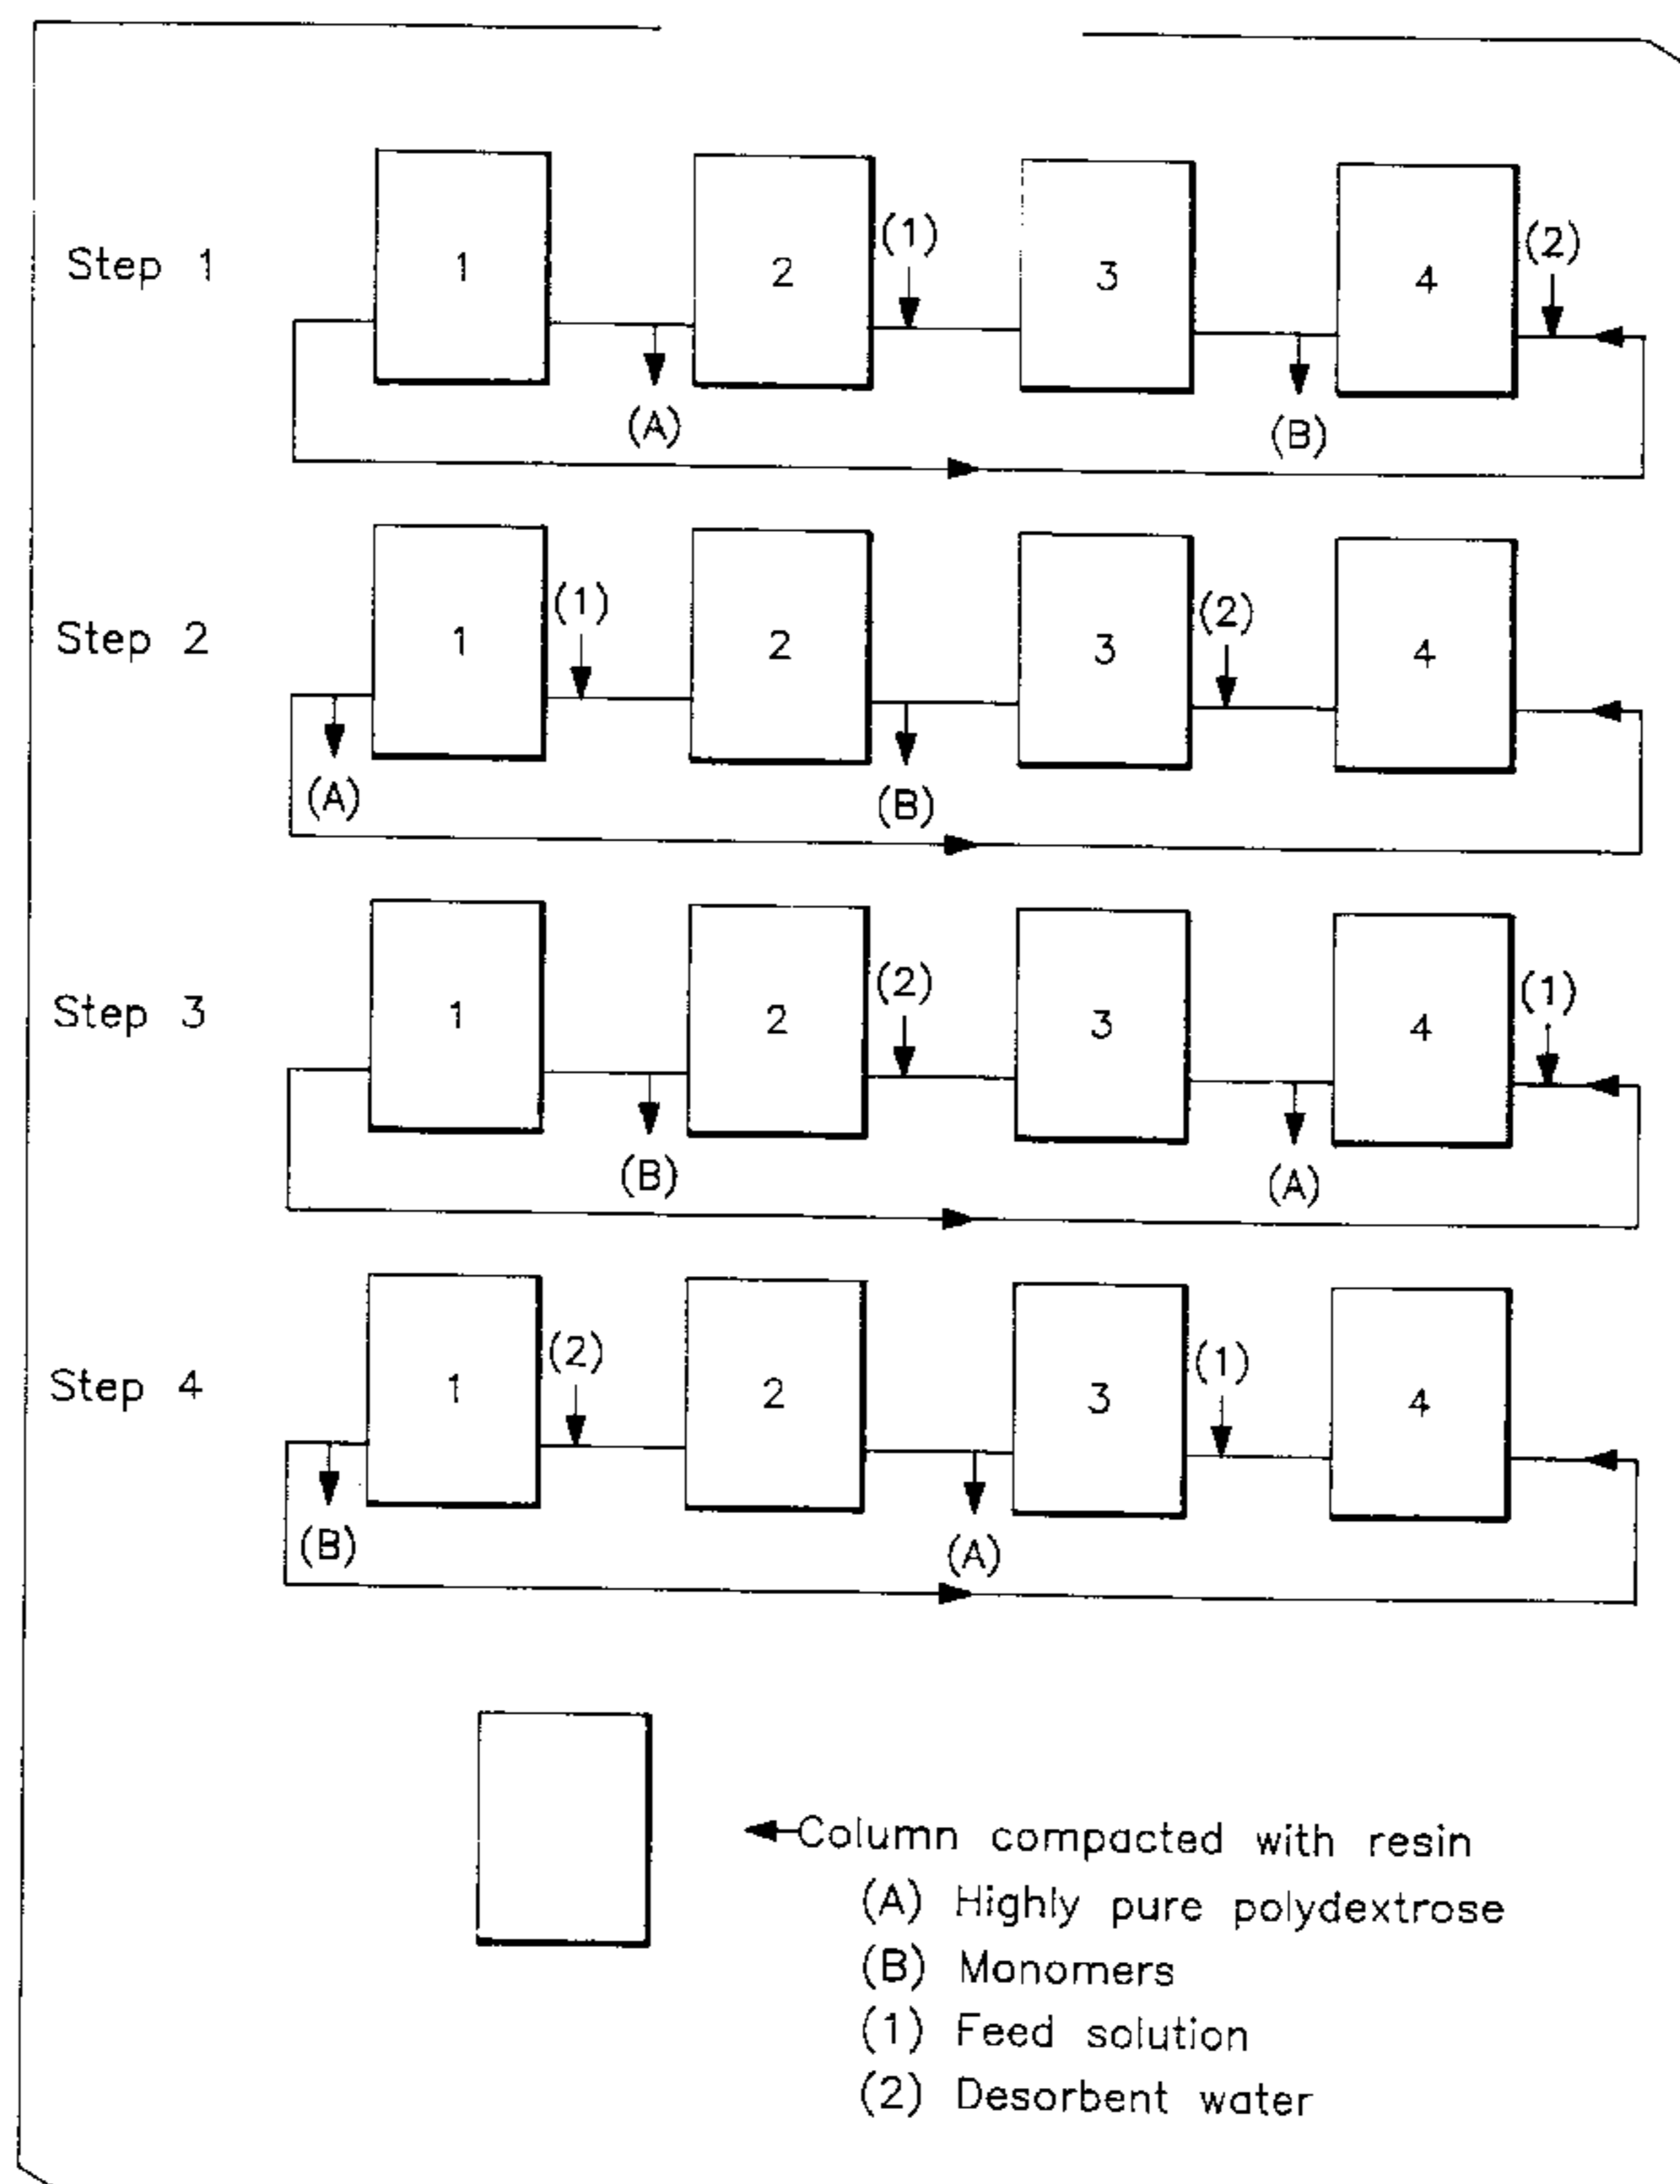 Step 1
1
2
(1)
3
4
(2)
(A)
(B)
Step 2
1
(1)
2
3
(2)
4
(A)
(B)
Step 3
1
2
(2)
3
4
(1)
(B)
(A)
Step 4
1
(2)
2
3
(1)
4
(B)
(A)
Column compacted with resin
(A) Highly pure polydextrose
(B) Monomers
(1) Feed solution
(2) Desorbent water